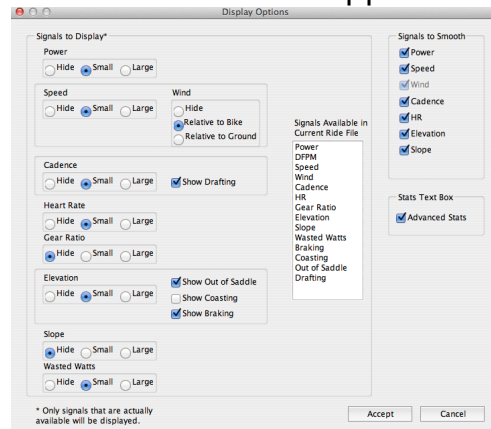 Display Options
Signals to Display*
Power
Hide Small Large
Speed
Hide Small Large
Wind
Hide
Relative to Bike
Relative to Ground
Cadence
Hide Small Large
Show Drafting
Heart Rate
Hide Small Large
Gear Ratio
Hide Small Large
Elevation
Hide Small Large
Show Out of Saddle
Show Coasting
Show Braking
Slope
Hide Small Large
Wasted Watts
Hide Small Large
* Only signals that are actually
available will be displayed.
Signals Available in
Current Ride File
Power
DFPM
Speed
Wind
Cadence
HR
Gear Ratio
Elevation
Slope
Wasted Watts
Braking
Coasting
Out of Saddle
Drafting
Signals to Smooth
Power
Speed
Wind
Cadence
HR
Elevation
Slope
Stats Text Box
Advanced Stats
Accept
Cancel